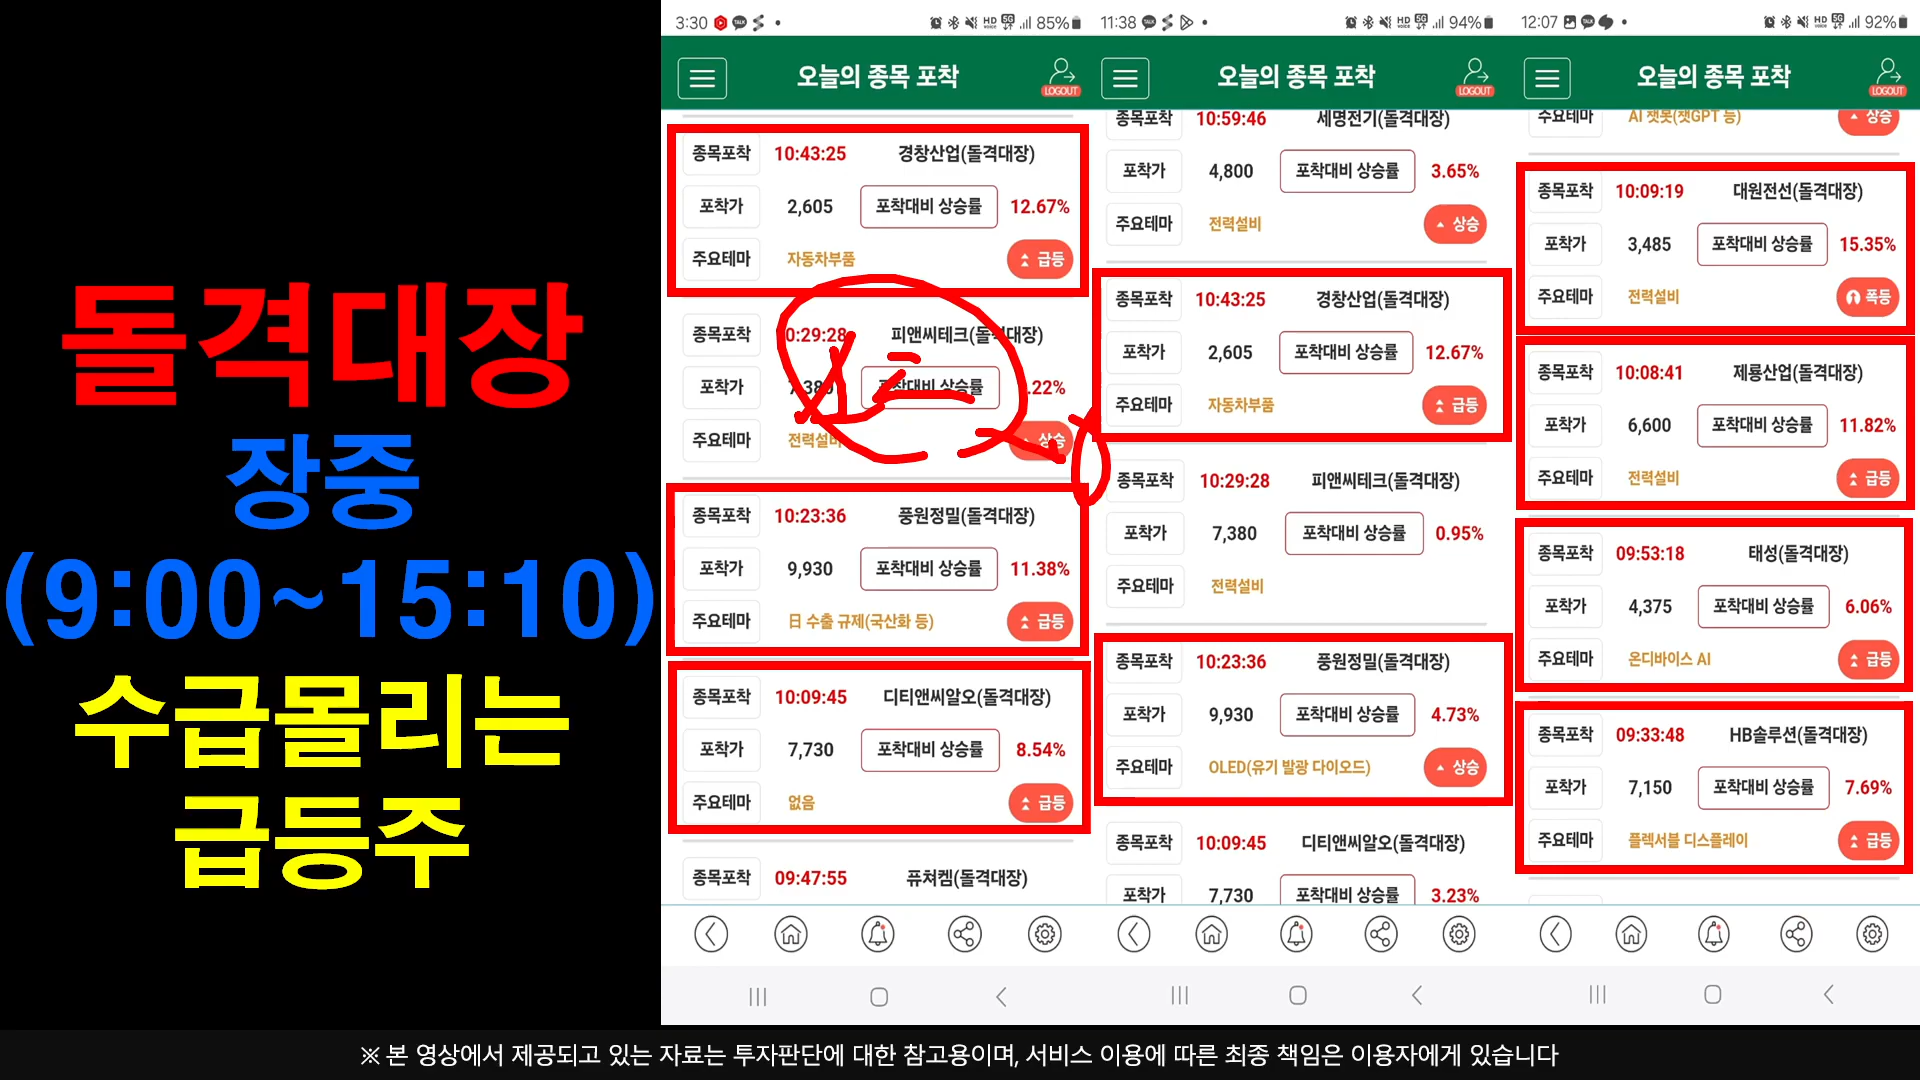 돌격대장
장중
(9:00~15:10)
수급몰리는
급등주
3:30 85%
오늘의 종목 포착
LOGOUT
종목포착 10:43:25 경창산업(돌격대장)
포착가 2,605 포착대비 상승률 12.67%
주요테마 자동차부품 급등
종목포착 0:29:28 피앤씨테크(돌격대장)
포착가 7,380 포착대비 상승률 .22%
주요테마 전력설비 상승
종목포착 10:23:36 풍원정밀(돌격대장)
포착가 9,930 포착대비 상승률 11.38%
주요테마 日 수출 규제(국산화 등) 급등
종목포착 10:09:45 디티앤씨알오(돌격대장)
포착가 7,730 포착대비 상승률 8.54%
주요테마 없음 급등
종목포착 09:47:55 퓨쳐켐(돌격대장)
11:38 94%
오늘의 종목 포착
LOGOUT
종목포착 10:59:46 세명전기(돌격대장)
포착가 4,800 포착대비 상승률 3.65%
주요테마 전력설비 상승
종목포착 10:43:25 경창산업(돌격대장)
포착가 2,605 포착대비 상승률 12.67%
주요테마 자동차부품 급등
종목포착 10:29:28 피앤씨테크(돌격대장)
포착가 7,380 포착대비 상승률 0.95%
주요테마 전력설비
종목포착 10:23:36 풍원정밀(돌격대장)
포착가 9,930 포착대비 상승률 4.73%
주요테마 OLED(유기 발광 다이오드) 상승
종목포착 10:09:45 디티앤씨알오(돌격대장)
포착가 7,730 포착대비 상승률 3.23%
12:07 92%
오늘의 종목 포착
LOGOUT
주요테마 AI 챗봇(챗GPT 등) 상승
종목포착 10:09:19 대원전선(돌격대장)
포착가 3,485 포착대비 상승률 15.35%
주요테마 전력설비 폭등
종목포착 10:08:41 제룡산업(돌격대장)
포착가 6,600 포착대비 상승률 11.82%
주요테마 전력설비 급등
종목포착 09:53:18 태성(돌격대장)
포착가 4,375 포착대비 상승률 6.06%
주요테마 온디바이스 AI 급등
종목포착 09:33:48 HB솔루션(돌격대장)
포착가 7,150 포착대비 상승률 7.69%
주요테마 플렉서블 디스플레이 급등
※ 본 영상에서 제공되고 있는 자료는 투자판단에 대한 참고용이며, 서비스 이용에 따른 최종 책임은 이용자에게 있습니다